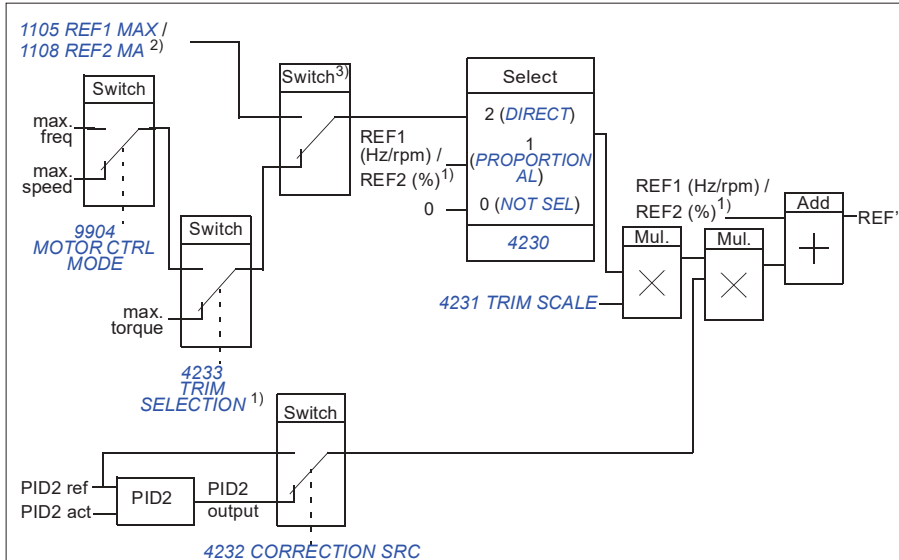 1105 REF1 MAX /
1108 REF2 MA 2)
Switch
max.
freq
max.
speed
9904
MOTOR CTRL
MODE
Switch
max.
torque
4233
TRIM
SELECTION 1)
Switch3)
REF1
(Hz/rpm) /
REF2 (%)1)
0
Select
2 (DIRECT)
1
(PROPORTION
AL)
0 (NOT SEL)
4230
4231 TRIM SCALE
Mul.
Mul.
REF1 (Hz/rpm) /
REF2 (%)1)
Add
REF'
Switch
PID2 ref
PID2 act
PID2
PID2
output
4232 CORRECTION SRC